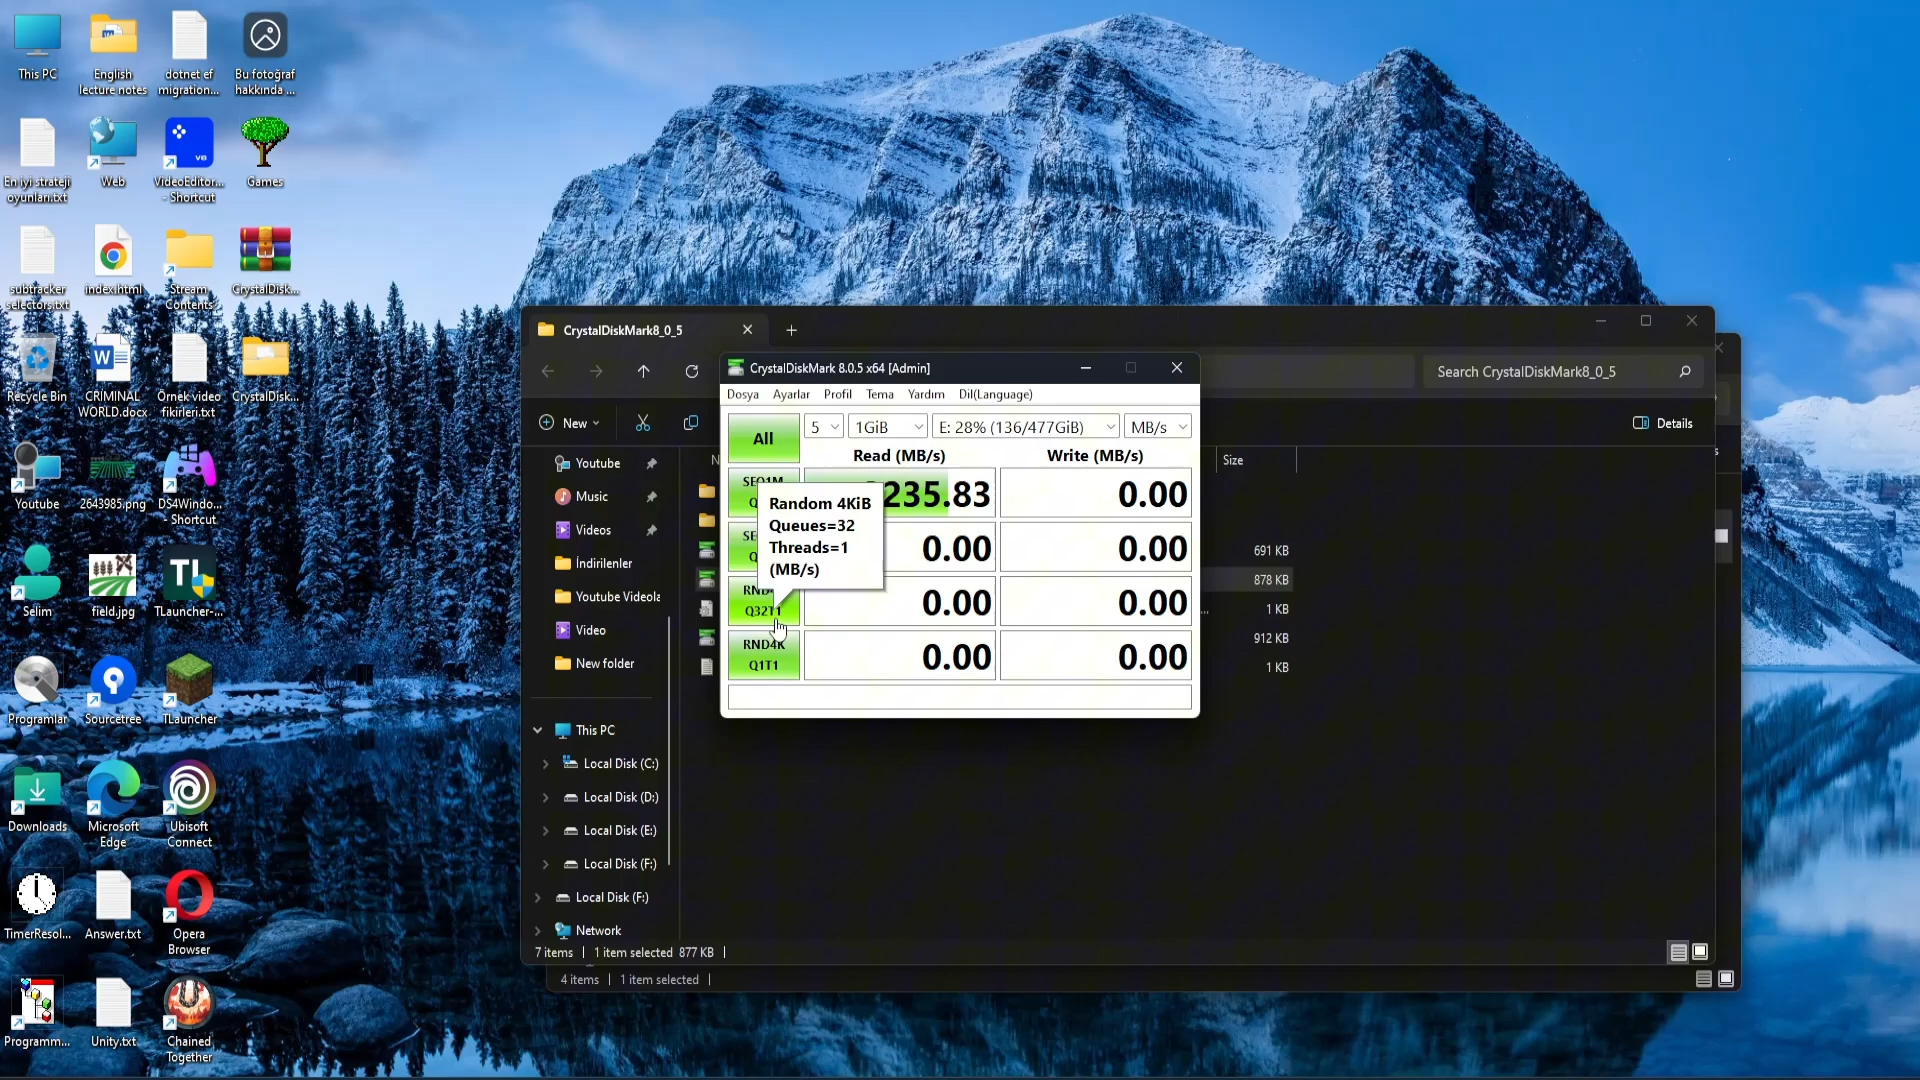 This PC
English
lecture notes
dotnet ef
migration...
Bu fotoğraf
hakkında ...
En iyi strateji
oyunları.txt
Web
VideoEditor...
- Shortcut
Games
subtracker
selectors.txt
index.html
Stream
Contents
CrystalDisk...
Recycle Bin
CRIMINAL
WORLD.docx
Örnek video
fikirleri.txt
CrystalDisk...
Youtube
2643985.png
DS4Windo...
- Shortcut
Selim
field.jpg
TL
TLauncher-...
Programlar
Sourcetree
TLauncher
Downloads
Microsoft
Edge
Ubisoft
Connect
TimerResol...
Answer.txt
Opera
Browser
Programm...
Unity.txt
Chained
Together
CrystalDiskMark8_0_5
Search CrystalDiskMark8_0_5
New
Details
Youtube
Music
Videos
İndirilenler
Youtube Videola
Video
New folder
This PC
Local Disk (C:)
Local Disk (D:)
Local Disk (E:)
Local Disk (F:)
Local Disk (F:)
Network
Size
691 KB
878 KB
1 KB
912 KB
1 KB
7 items
1 item selected 877 KB
4 items
1 item selected
CrystalDiskMark 8.0.5 x64 [Admin]
Dosya Ayarlar Profil Tema Yardım Dil(Language)
All
5
1GiB
E: 28% (136/477GiB)
MB/s
Read (MB/s)
Write (MB/s)
SEQ1M
235.83
0.00
0.00
0.00
Q32T1
0.00
0.00
RND4K
Q1T1
0.00
0.00
Random 4KiB
Queues=32
Threads=1
(MB/s)